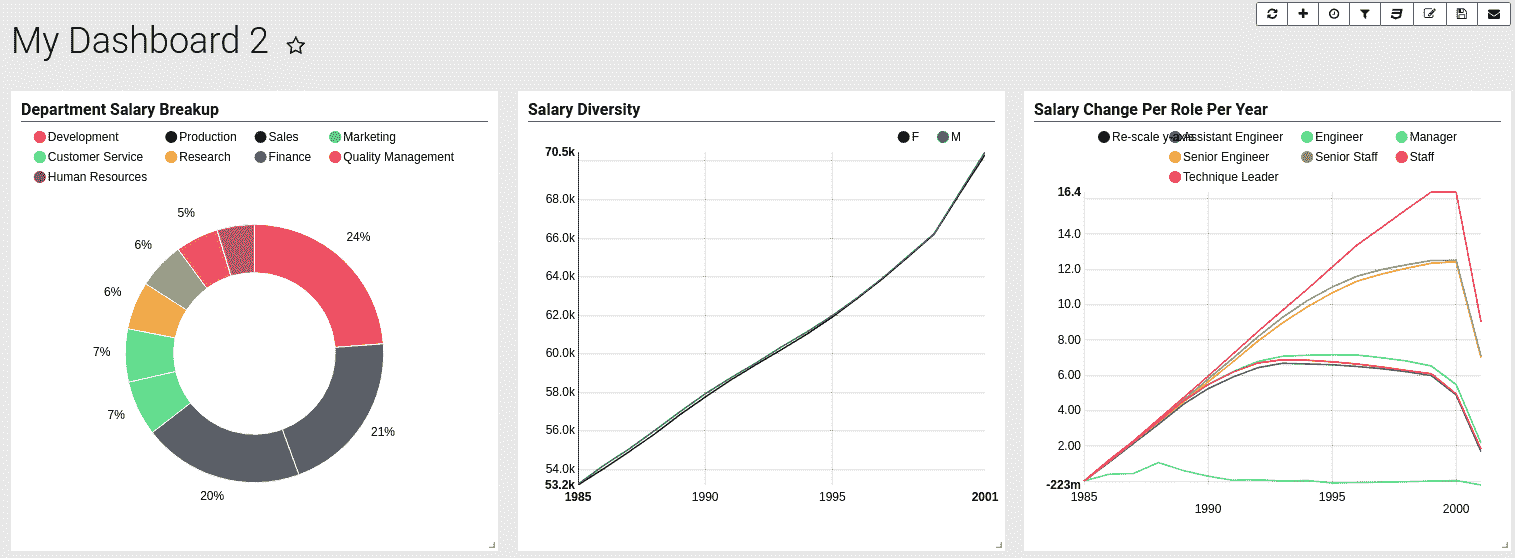 My Dashboard 2
Department Salary Breakup
Development Production Sales Marketing
Customer Service Research Finance Quality Management
Human Resources
5%
24%
6%
6%
7%
7%
21%
20%
Salary Diversity
F M
70.5k
68.0k
66.0k
64.0k
62.0k
60.0k
58.0k
56.0k
54.0k
53.2k
1985 1990 1995 2001
Salary Change Per Role Per Year
Re-scale y-axis Assistant Engineer Engineer Manager
Senior Engineer Senior Staff Staff
Technique Leader
16.4
14.0
12.0
10.0
8.00
6.00
4.00
2.00
-223m
1985 1995
1990 2000